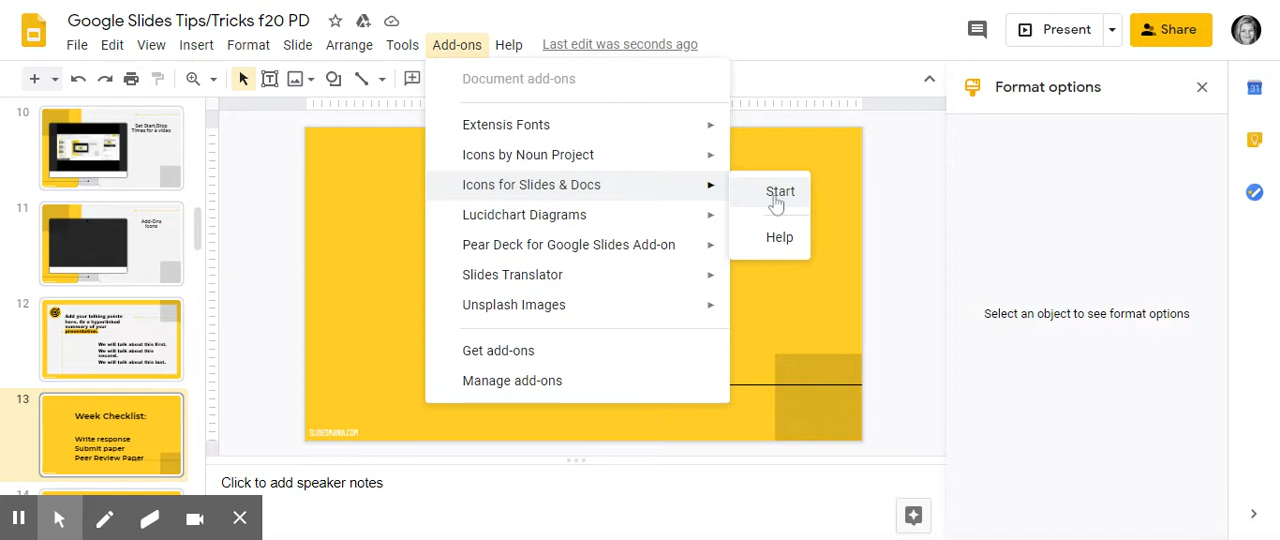 Google Slides Tips/Tricks f20 PD
File Edit View Insert Format Slide Arrange Tools Add-ons Help Last edit was seconds ago
Present
Share
Document add-ons
Extensis Fonts
Icons by Noun Project
Icons for Slides & Docs
Lucidchart Diagrams
Pear Deck for Google Slides Add-on
Slides Translator
Unsplash Images
Get add-ons
Manage add-ons
Start
Help
10
Set Start/Stop
Times for a video
11
Add-Ons
Icons
12
Add your talking points
here. Or a hyperlinked
summary of your
presentation.
We will talk about this first.
We will talk about this
second.
We will talk about this last.
13
Week Checklist:
Write response
Submit paper
Peer Review Paper
14
SLIDESMANIA.COM
Click to add speaker notes
Format options
Select an object to see format options
31